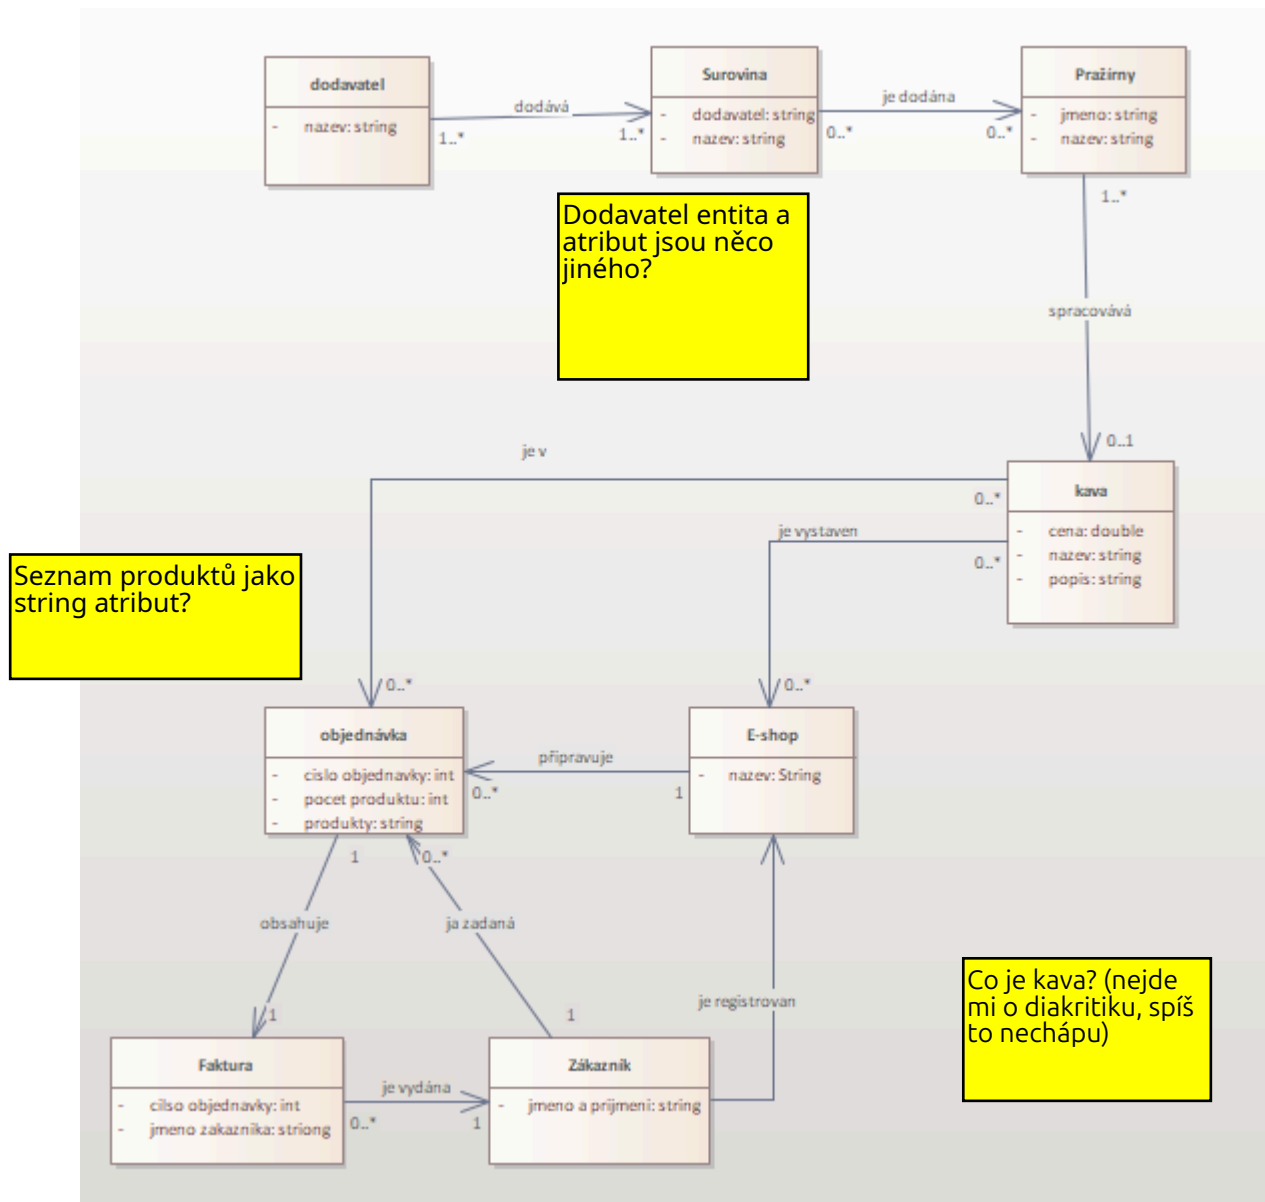 dodavatel
- nazev: string
dodává
1..*
1..*
Surovina
- dodavatel: string
- nazev: string
je dodána
0..*
0..*
Pražírny
- jmeno: string
- nazev: string
1..*
Dodavatel entita a
atribut jsou něco
jiného?
spracovává
0..1
je v
kava
- cena: double
- nazev: string
- popis: string
0..*
je vystaven
0..*
Seznam produktů jako
string atribut?
0..*
0..*
objednávka
- cislo objednavky: int
- pocet produktu: int
- produkty: string
připravuje
0..*
1
E-shop
- nazev: String
1
0..*
obsahuje
ja zadaná
je registrovan
Co je kava? (nejde
mi o diakritiku, spíš
to nechápu)
1
1
Faktura
- cilso objednavky: int
- jmeno zakaznika: striong
je vydána
0..*
1
Zákazník
- jmeno a prijmeni: string